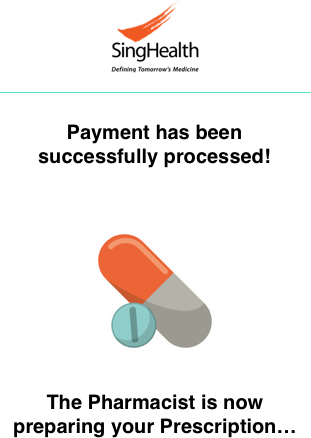 SingHealth
Defining Tomorrow's Medicine
Payment has been
successfully processed!
The Pharmacist is now
preparing your Prescription...